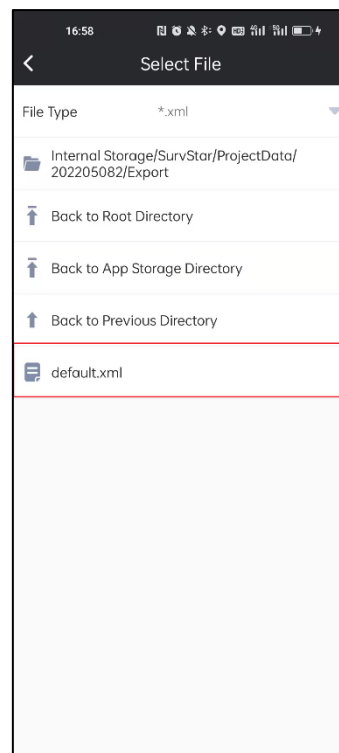 16:58
Select File
File Type *.xml
Internal Storage/SurvStar/ProjectData/
202205082/Export
Back to Root Directory
Back to App Storage Directory
Back to Previous Directory
default.xml